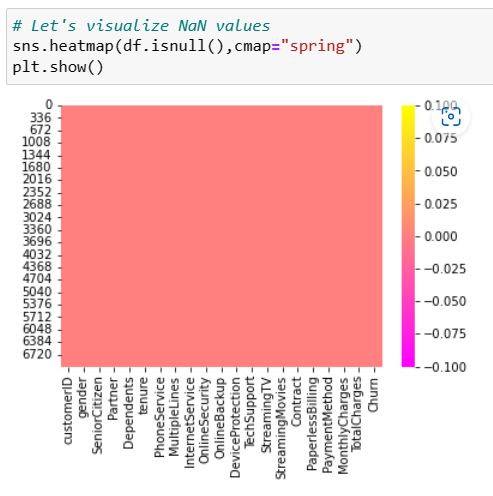 # Let's visualize NaN values
sns.heatmap(df.isnull(),cmap="spring")
plt.show()
0
336
672
1008
1344
1680
2016
2352
2688
3024
3360
3696
4032
4368
4704
5040
5376
5712
6048
6384
6720
customerID
gender
SeniorCitizen
Partner
Dependents
tenure
PhoneService
MultipleLines
InternetService
OnlineSecurity
OnlineBackup
DeviceProtection
TechSupport
StreamingTV
StreamingMovies
Contract
PaperlessBilling
PaymentMethod
MonthlyCharges
TotalCharges
Churn
0.100
0.075
0.050
0.025
0.000
−0.025
−0.050
−0.075
−0.100